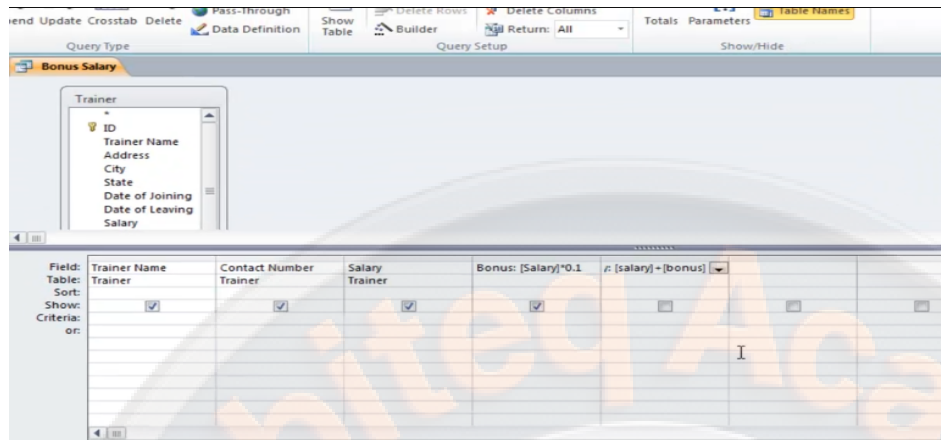 Pass-Through
Delete Rows
Delete Columns
Table Names
end Update Crosstab Delete
Data Definition
Show
Table
Builder
Return: All
Totals Parameters
Query Type
Query Setup
Show/Hide
Bonus Salary
Trainer
*
ID
Trainer Name
Address
City
State
Date of Joining
Date of Leaving
Salary
Field: Trainer Name Contact Number Salary Bonus: [Salary]*0.1 : [salary]+[bonus]
Table: Trainer Trainer Trainer
Sort:
Show:
Criteria:
or:
hiteq Aca